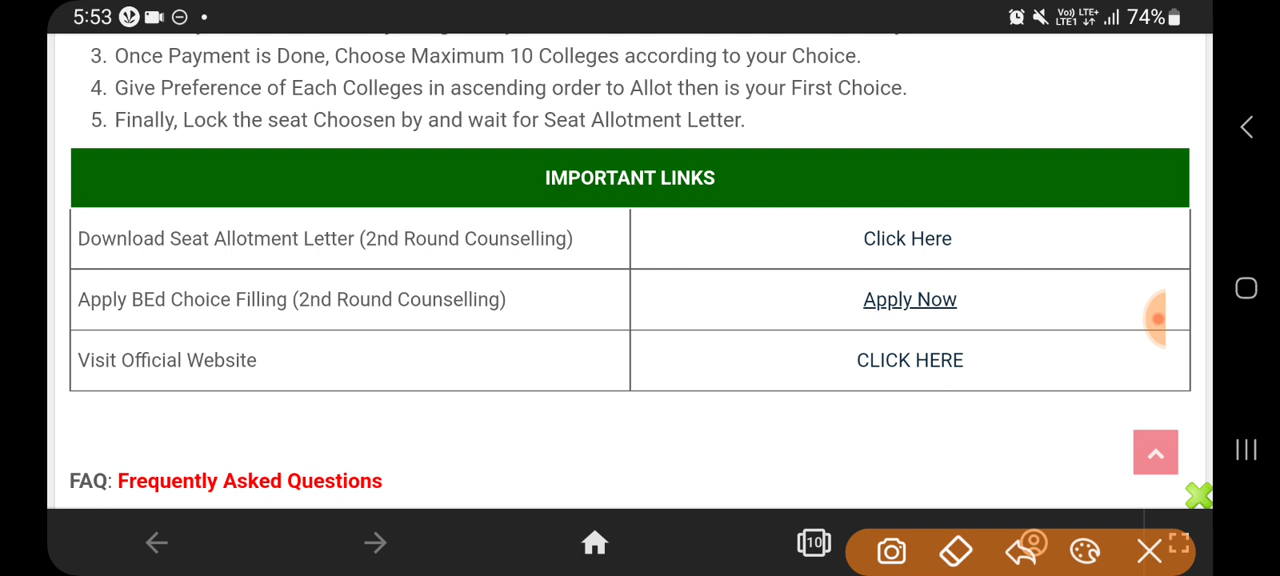 5:53
Vo)) LTE+
LTE1
74%
3. Once Payment is Done, Choose Maximum 10 Colleges according to your Choice.
4. Give Preference of Each Colleges in ascending order to Allot then is your First Choice.
5. Finally, Lock the seat Choosen by and wait for Seat Allotment Letter.
IMPORTANT LINKS
Download Seat Allotment Letter (2nd Round Counselling) Click Here
Apply BEd Choice Filling (2nd Round Counselling) Apply Now
Visit Official Website CLICK HERE
FAQ: Frequently Asked Questions
10